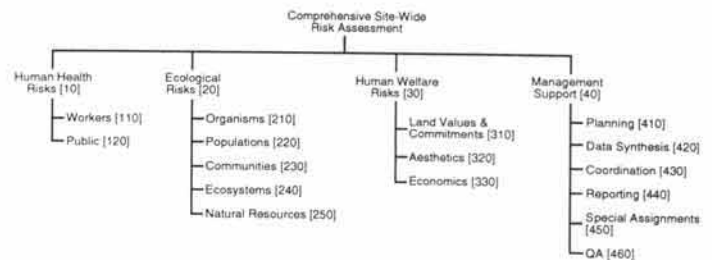 Comprehensive Site-Wide
Risk Assessment
Human Health
Risks [10]
Workers [110]
Public [120]
Ecological
Risks [20]
Organisms [210]
Populations [220]
Communities [230]
Ecosystems [240]
Natural Resources [250]
Human Welfare
Risks [30]
Land Values &
Commitments [310]
Aesthetics [320]
Economics [330]
Management
Support [40]
Planning [410]
Data Synthesis [420]
Coordination [430]
Reporting [440]
Special Assignments
[450]
QA [460]